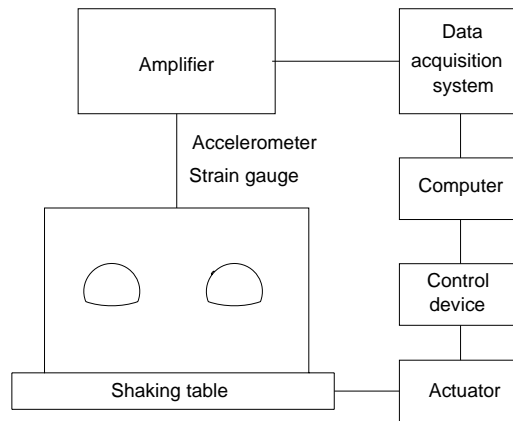 Amplifier
Data
acquisition
system
Accelerometer
Strain gauge
Computer
Control
device
Shaking table
Actuator